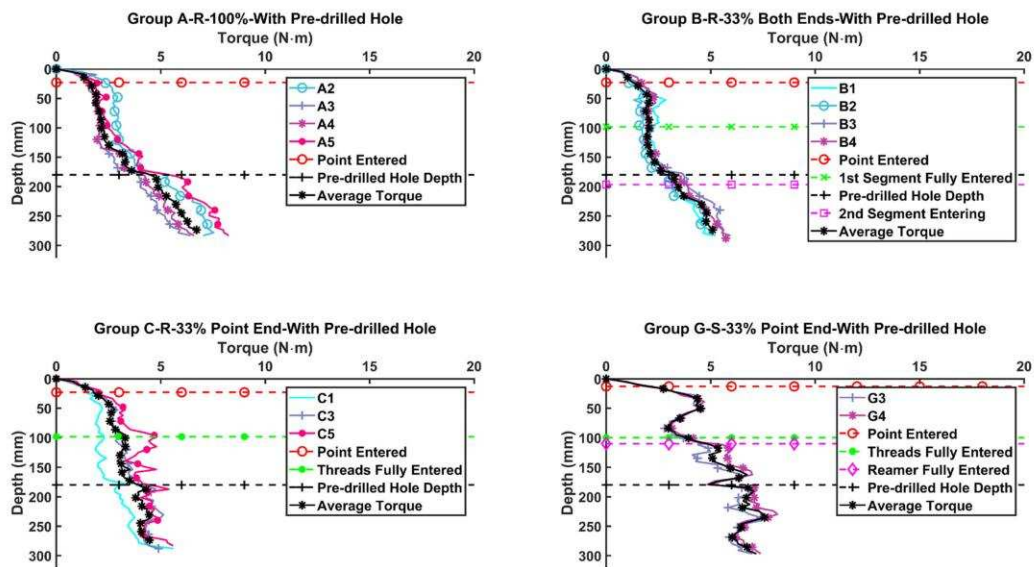 Group A-R-100%-With Pre-drilled Hole
Torque (N·m)
0 5 10 15 20
Depth (mm)
0
50
100
150
200
250
300
A2
A3
A4
A5
Point Entered
Pre-drilled Hole Depth
Average Torque
Group B-R-33% Both Ends-With Pre-drilled Hole
Torque (N·m)
0 5 10 15 20
Depth (mm)
0
50
100
150
200
250
300
B1
B2
B3
B4
Point Entered
1st Segment Fully Entered
Pre-drilled Hole Depth
2nd Segment Entering
Average Torque
Group C-R-33% Point End-With Pre-drilled Hole
Torque (N·m)
0 5 10 15 20
Depth (mm)
0
50
100
150
200
250
300
C1
C3
C5
Point Entered
Threads Fully Entered
Pre-drilled Hole Depth
Average Torque
Group G-S-33% Point End-With Pre-drilled Hole
Torque (N·m)
0 5 10 15 20
Depth (mm)
0
50
100
150
200
250
300
G3
G4
Point Entered
Threads Fully Entered
Reamer Fully Entered
Pre-drilled Hole Depth
Average Torque